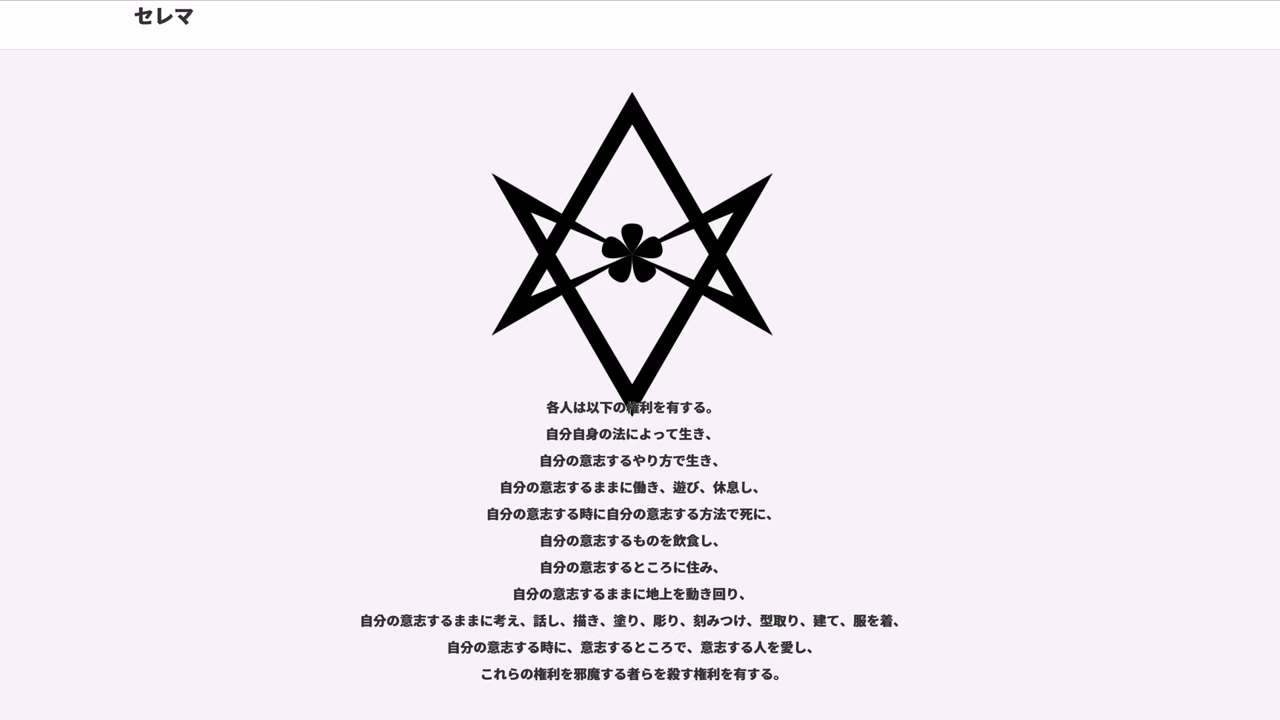 セレマ
各人は以下の権利を有する。
自分自身の法によって生き、
自分の意志するやり方で生き、
自分の意志するままに働き、遊び、休息し、
自分の意志する時に自分の意志する方法で死に、
自分の意志するものを飲食し、
自分の意志するところに住み、
自分の意志するままに地上を動き回り、
自分の意志するままに考え、話し、描き、塗り、彫り、刻みつけ、型取り、建て、服を着、
自分の意志する時に、意志するところで、意志する人を愛し、
これらの権利を邪魔する者らを殺す権利を有する。